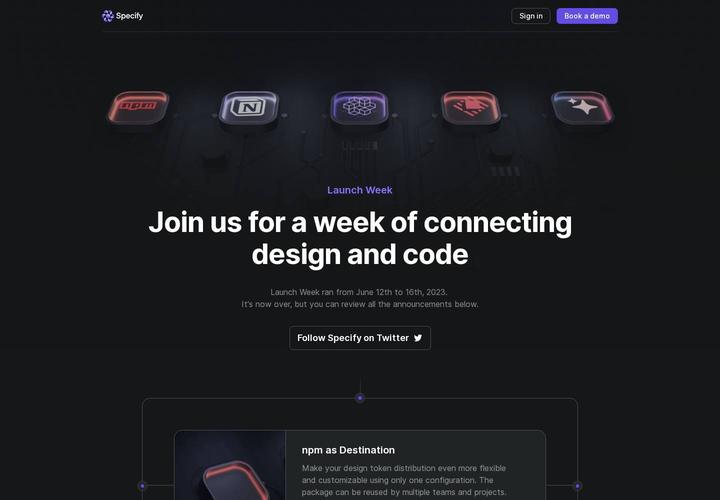 Specify
Sign in
Book a demo
npm
N
Launch Week
Join us for a week of connecting
design and code
Launch Week ran from June 12th to 16th, 2023.
It's now over, but you can review all the announcements below.
Follow Specify on Twitter
npm as Destination
Make your design token distribution even more flexible
and customizable using only one configuration. The
package can be reused by multiple teams and projects.